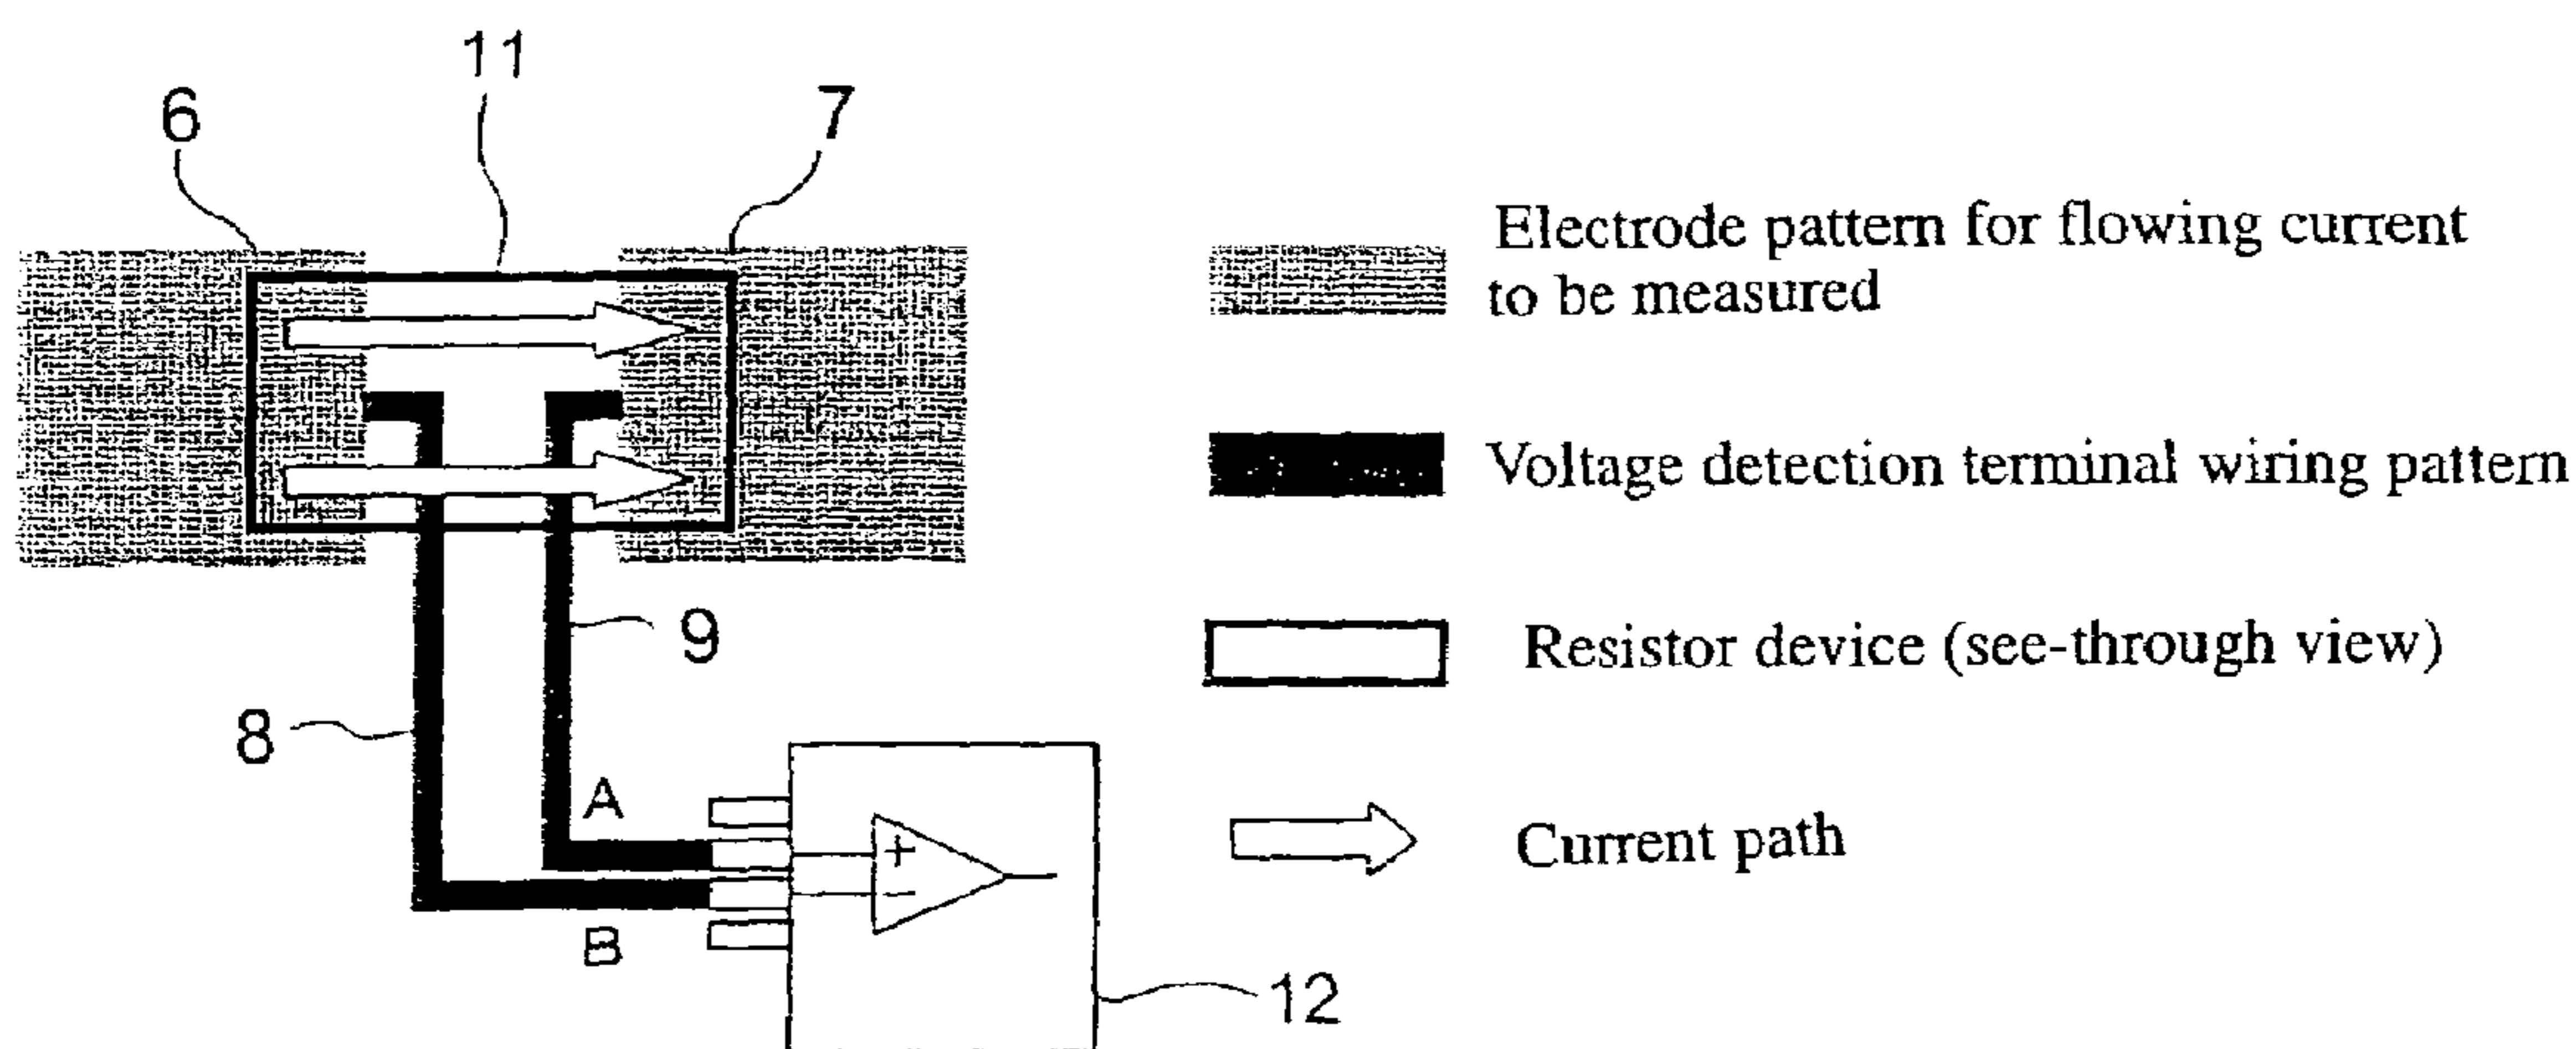 11
6
7
Electrode pattern for flowing current
to be measured
Voltage detection terminal wiring pattern
9
Resistor device (see-through view)
8
A
+
−
B
Current path
12